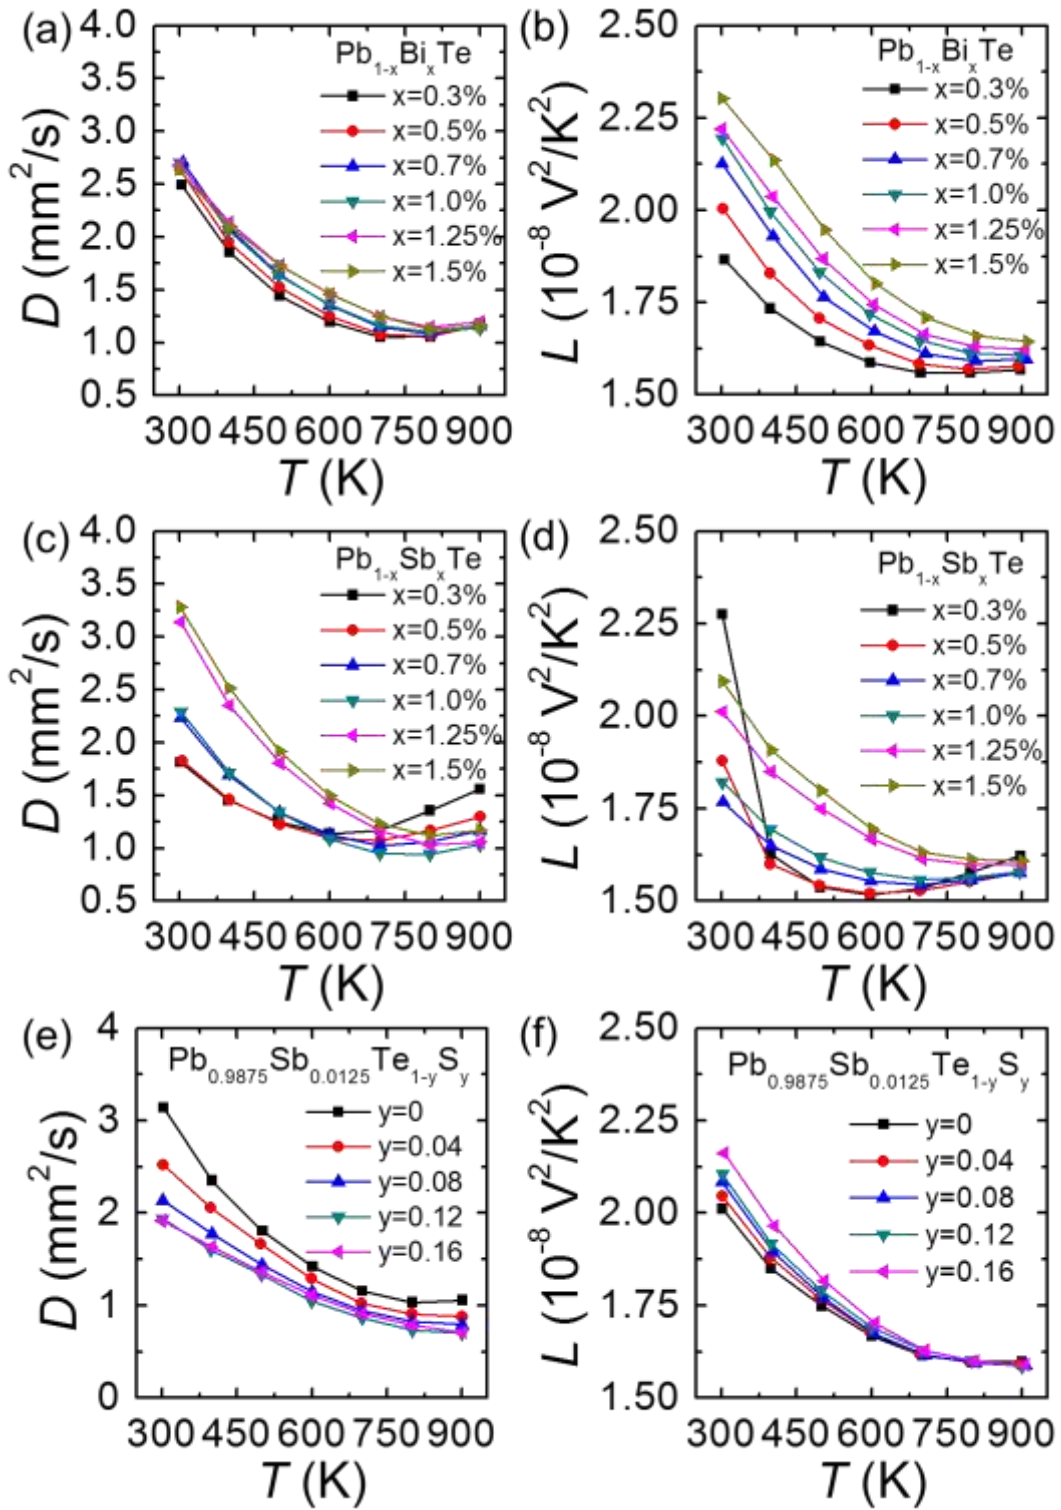 (a)
D (mm²/s)
4.0
3.5
3.0
2.5
2.0
1.5
1.0
0.5
Pb₁₋ₓBiₓTe
x=0.3%
x=0.5%
x=0.7%
x=1.0%
x=1.25%
x=1.5%
300 450 600 750 900
T (K)
(b)
L (10⁻⁸ V²/K²)
2.50
2.25
2.00
1.75
1.50
Pb₁₋ₓBiₓTe
x=0.3%
x=0.5%
x=0.7%
x=1.0%
x=1.25%
x=1.5%
300 450 600 750 900
T (K)
(c)
D (mm²/s)
4.0
3.5
3.0
2.5
2.0
1.5
1.0
0.5
Pb₁₋ₓSbₓTe
x=0.3%
x=0.5%
x=0.7%
x=1.0%
x=1.25%
x=1.5%
300 450 600 750 900
T (K)
(d)
L (10⁻⁸ V²/K²)
2.50
2.25
2.00
1.75
1.50
Pb₁₋ₓSbₓTe
x=0.3%
x=0.5%
x=0.7%
x=1.0%
x=1.25%
x=1.5%
300 450 600 750 900
T (K)
(e)
D (mm²/s)
4
3
2
1
0
Pb₀.₉₈₇₅Sb₀.₀₁₂₅Te₁₋ySy
y=0
y=0.04
y=0.08
y=0.12
y=0.16
300 450 600 750 900
T (K)
(f)
L (10⁻⁸ V²/K²)
2.50
2.25
2.00
1.75
1.50
Pb₀.₉₈₇₅Sb₀.₀₁₂₅Te₁₋ySy
y=0
y=0.04
y=0.08
y=0.12
y=0.16
300 450 600 750 900
T (K)